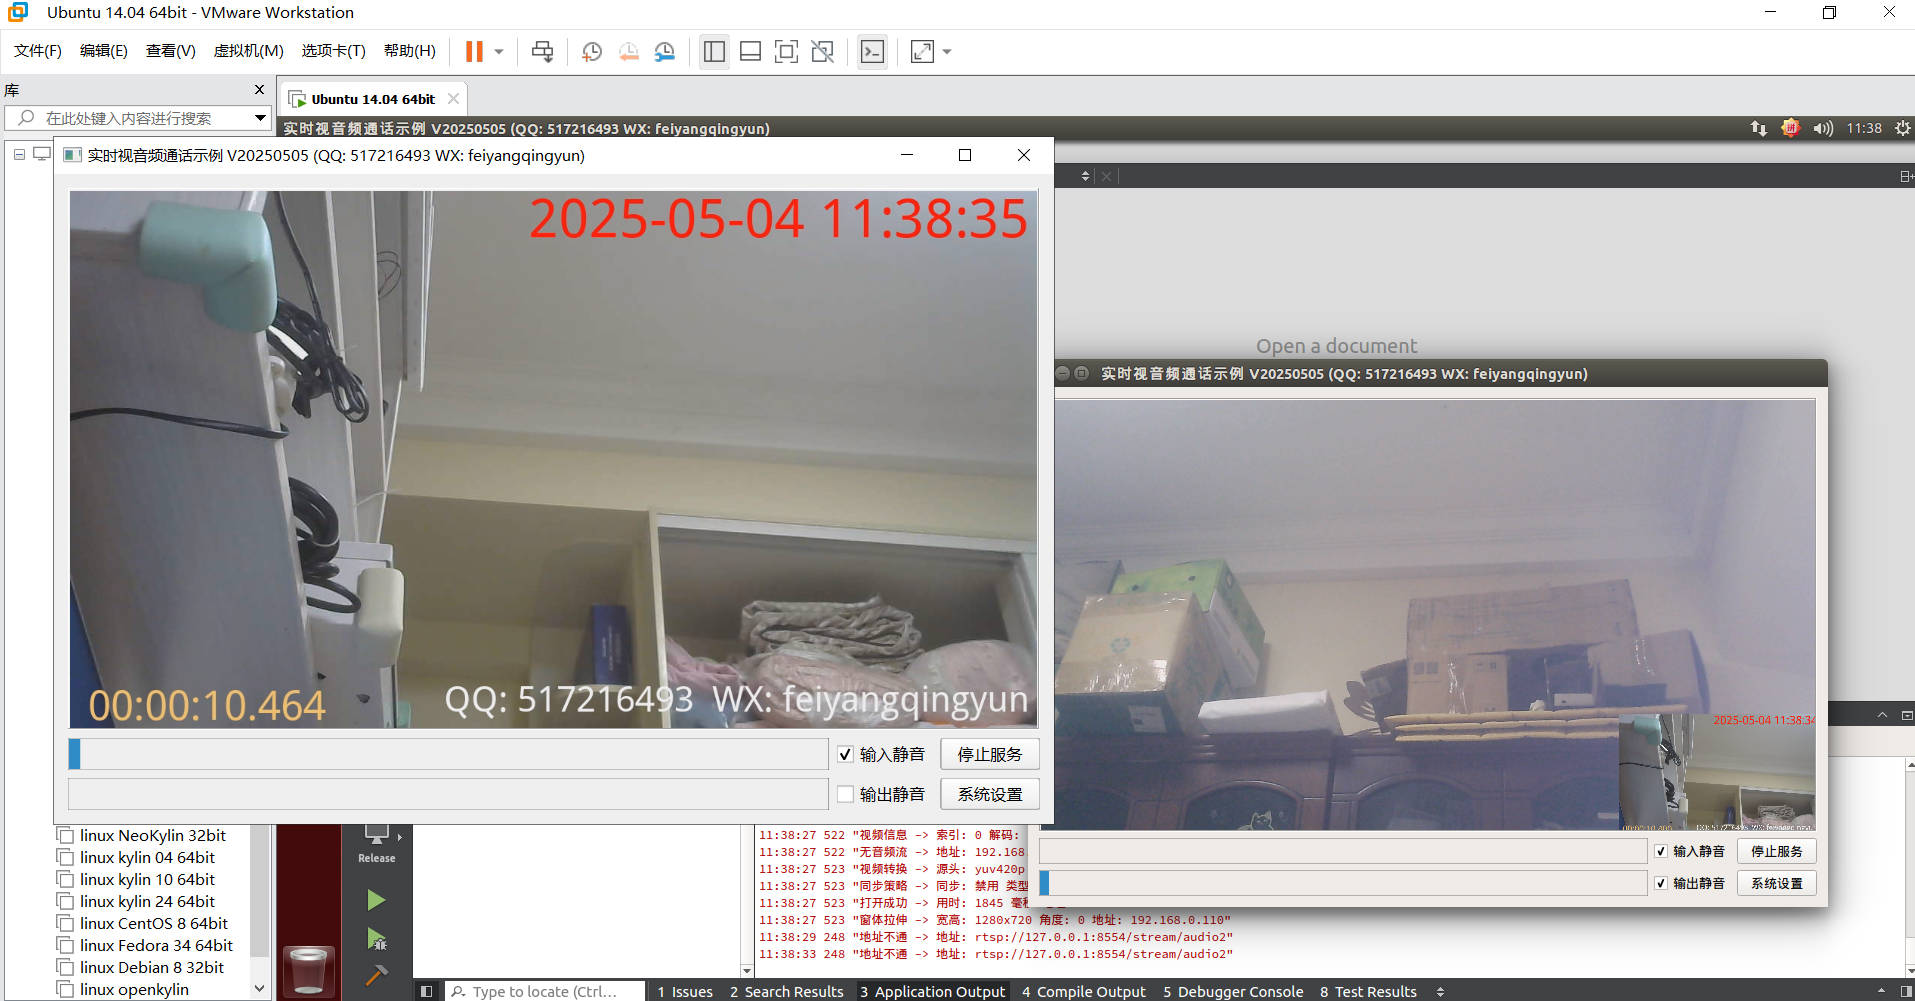 Ubuntu 14.04 64bit - VMware Workstation
文件(F) 编辑(E) 查看(V) 虚拟机(M) 选项卡(T) 帮助(H)
库
在此处键入内容进行搜索
Ubuntu 14.04 64bit
实时视音频通话示例 V20250505 (QQ: 517216493 WX: feiyangqingyun)
11:38
实时视音频通话示例 V20250505 (QQ: 517216493 WX: feiyangqingyun)
2025-05-04 11:38:35
00:00:10.464
QQ: 517216493 WX: feiyangqingyun
输入静音
停止服务
输出静音
系统设置
Open a document
实时视音频通话示例 V20250505 (QQ: 517216493 WX: feiyangqingyun)
2025-05-04 11:38:34
输入静音
停止服务
输出静音
系统设置
linux NeoKylin 32bit
linux kylin 04 64bit
linux kylin 10 64bit
linux kylin 24 64bit
linux CentOS 8 64bit
linux Fedora 34 64bit
linux Debian 8 32bit
linux openkylin
Release
11:38:27 522 "视频信息 -> 索引: 0 解码:
11:38:27 522 "无音频流 -> 地址: 192.168.
11:38:27 523 "视频转换 -> 源头: yuv420p
11:38:27 523 "同步策略 -> 同步: 禁用 类型
11:38:27 523 "打开成功 -> 用时: 1845 毫秒
11:38:27 523 "窗体拉伸 -> 宽高: 1280x720 角度: 0 地址: 192.168.0.110"
11:38:29 248 "地址不通 -> 地址: rtsp://127.0.0.1:8554/stream/audio2"
11:38:33 248 "地址不通 -> 地址: rtsp://127.0.0.1:8554/stream/audio2"
Type to locate (Ctrl...
1 Issues 2 Search Results 3 Application Output 4 Compile Output 5 Debugger Console 8 Test Results